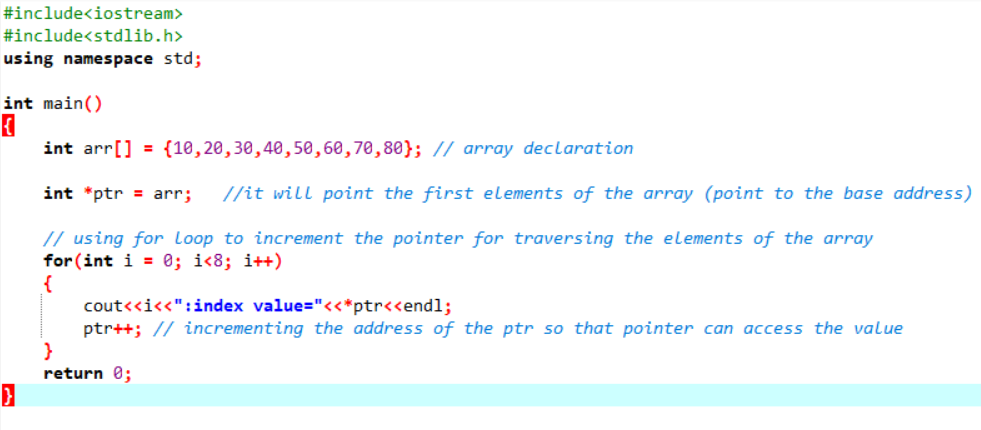 #include<iostream>
#include<stdlib.h>
using namespace std;
int main()
{
int arr[] = {10,20,30,40,50,60,70,80}; // array declaration
int *ptr = arr; //it will point the first elements of the array (point to the base address)
// using for loop to increment the pointer for traversing the elements of the array
for(int i = 0; i<8; i++)
{
cout<<i<<":index value="<<*ptr<<endl;
ptr++; // incrementing the address of the ptr so that pointer can access the value
}
return 0;
}